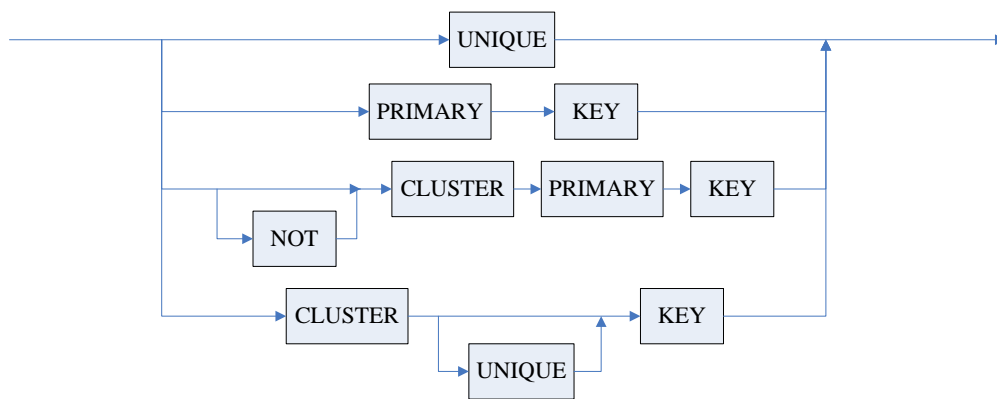 UNIQUE
PRIMARY KEY
CLUSTER PRIMARY KEY
NOT
CLUSTER KEY
UNIQUE